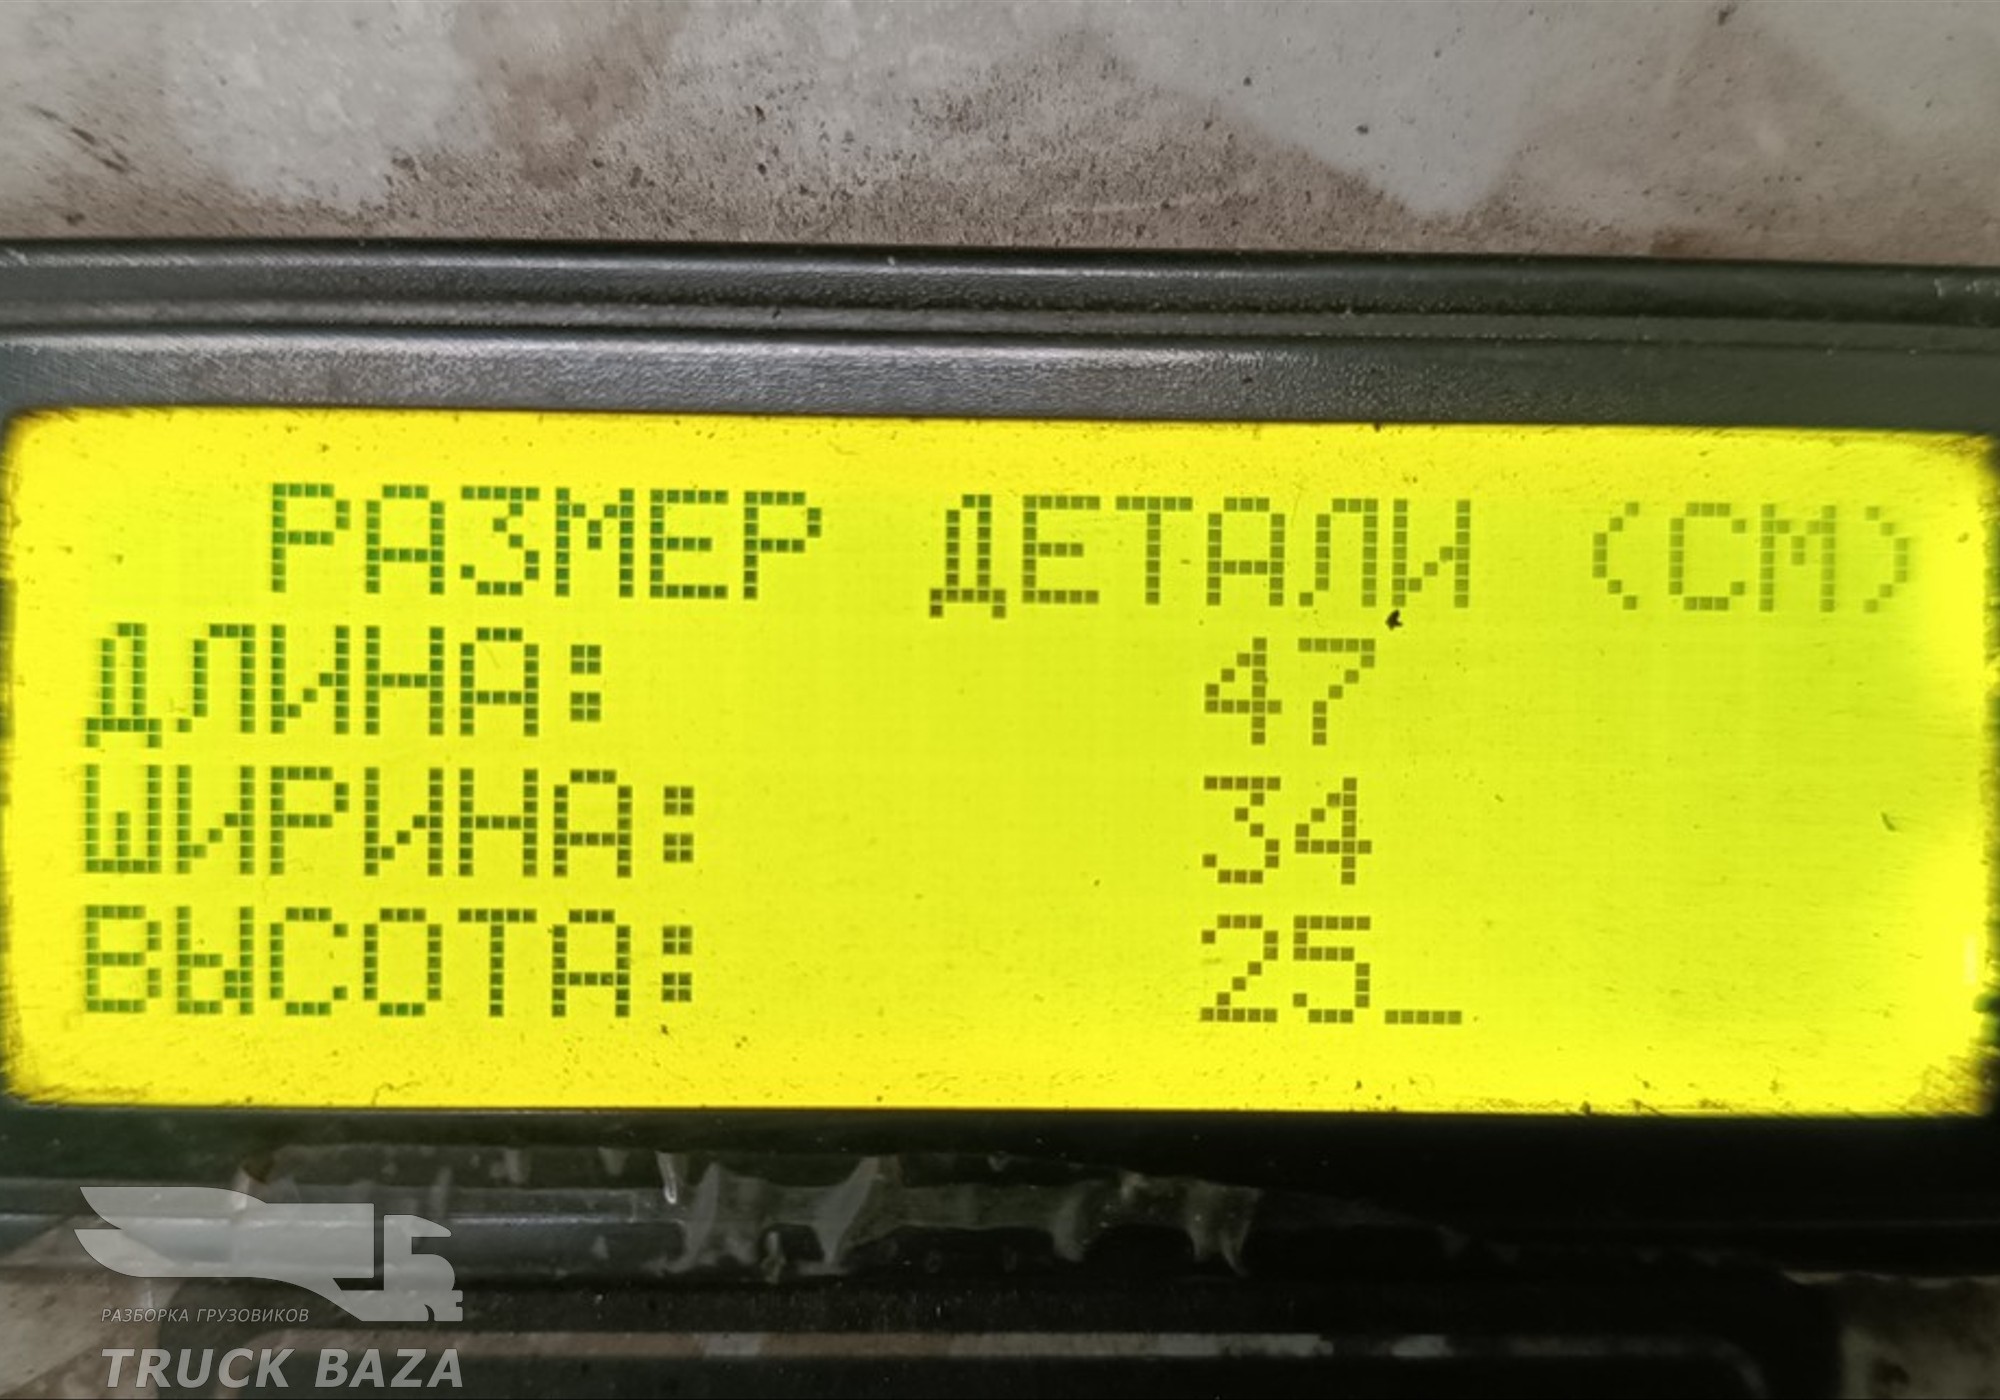 РАЗМЕР ДЕТАЛИ (СМ)
ДЛИНА: 47
ШИРИНА: 34
ВЫСОТА: 25_
РАЗБОРКА ГРУЗОВИКОВ
TRUCK BAZA